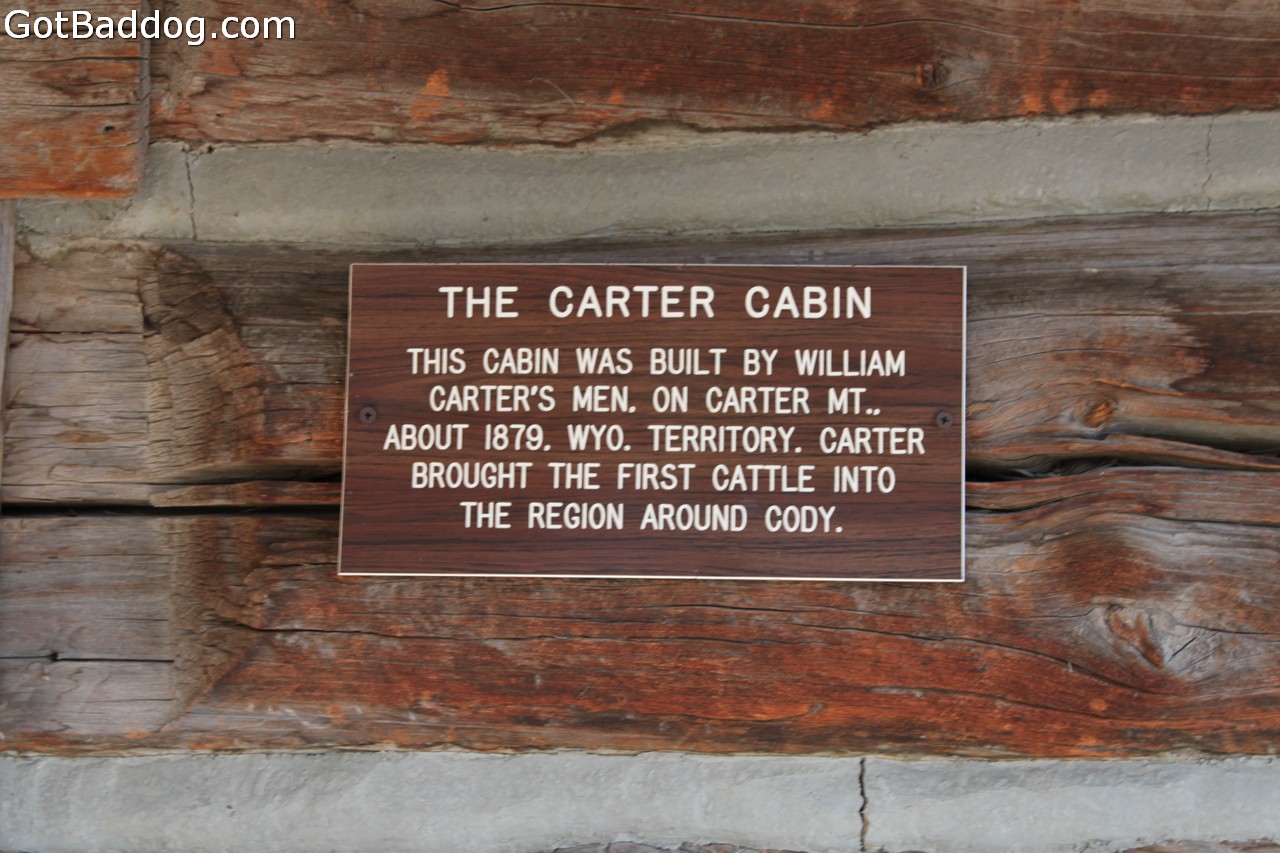 GotBaddog.com
THE CARTER CABIN
THIS CABIN WAS BUILT BY WILLIAM
CARTER'S MEN. ON CARTER MT.,
ABOUT 1879. WYO. TERRITORY. CARTER
BROUGHT THE FIRST CATTLE INTO
THE REGION AROUND CODY.